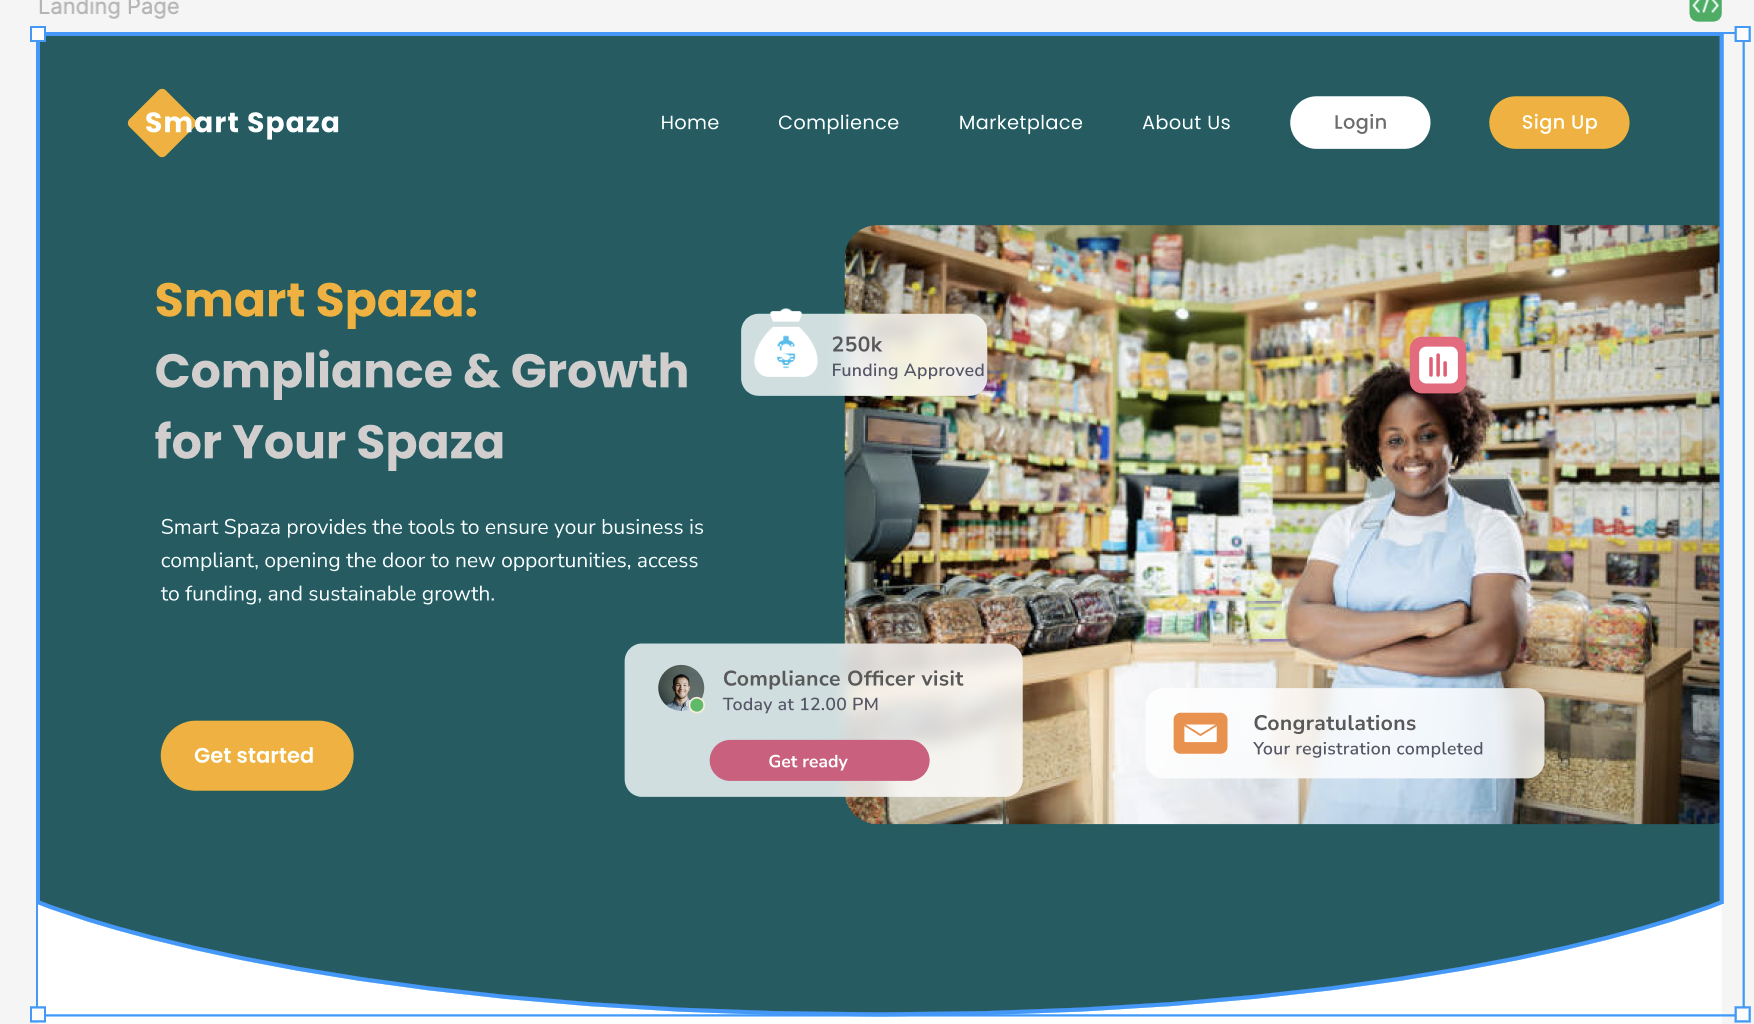 Landing Page
</>
Smart Spaza
Home
Complience
Marketplace
About Us
Login
Sign Up
Smart Spaza:
Compliance & Growth
for Your Spaza
Smart Spaza provides the tools to ensure your business is
compliant, opening the door to new opportunities, access
to funding, and sustainable growth.
Get started
250k
Funding Approved
Compliance Officer visit
Today at 12.00 PM
Get ready
Congratulations
Your registration completed